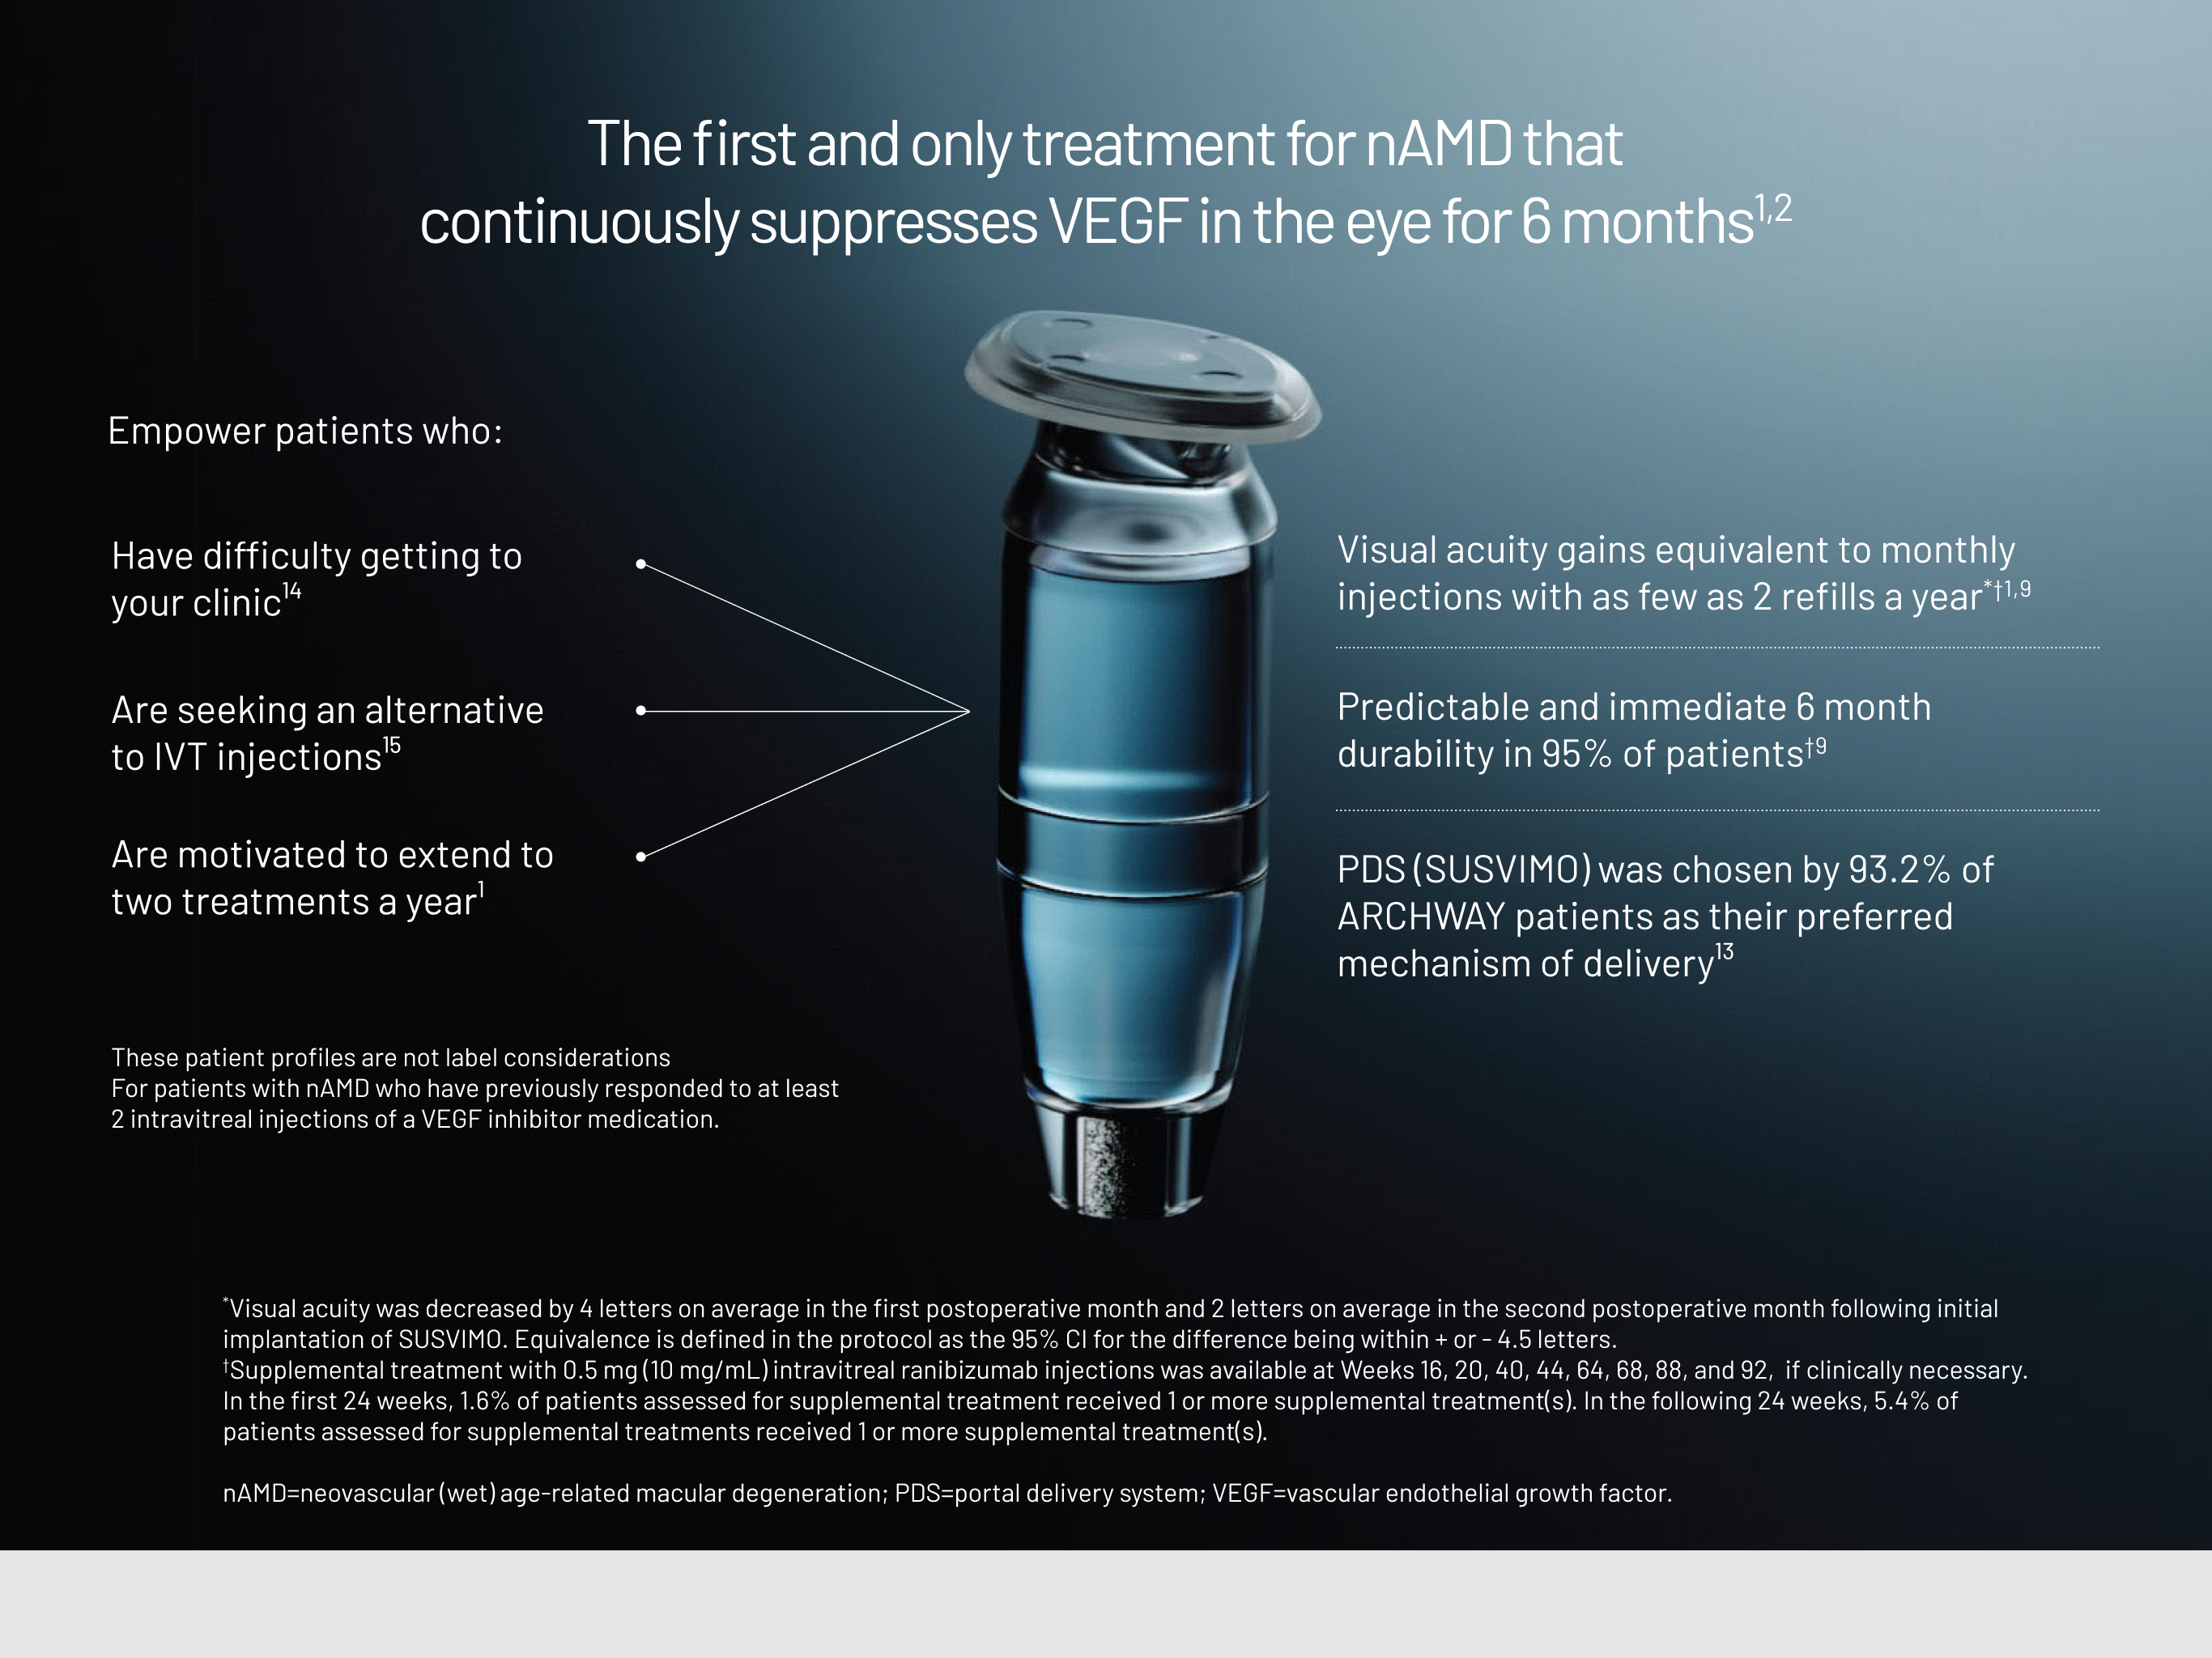 The first and only treatment for nAMD that
continuously suppresses VEGF in the eye for 6 months1,2
Empower patients who:
Have difficulty getting to
your clinic14
Are seeking an alternative
to IVT injections15
Are motivated to extend to
two treatments a year1
These patient profiles are not label considerations
For patients with nAMD who have previously responded to at least
2 intravitreal injections of a VEGF inhibitor medication.
Visual acuity gains equivalent to monthly
injections with as few as 2 refills a year*†1,9
Predictable and immediate 6 month
durability in 95% of patients†9
PDS (SUSVIMO) was chosen by 93.2% of
ARCHWAY patients as their preferred
mechanism of delivery13
*Visual acuity was decreased by 4 letters on average in the first postoperative month and 2 letters on average in the second postoperative month following initial
implantation of SUSVIMO. Equivalence is defined in the protocol as the 95% CI for the difference being within + or - 4.5 letters.
†Supplemental treatment with 0.5 mg (10 mg/mL) intravitreal ranibizumab injections was available at Weeks 16, 20, 40, 44, 64, 68, 88, and 92, if clinically necessary.
In the first 24 weeks, 1.6% of patients assessed for supplemental treatment received 1 or more supplemental treatment(s). In the following 24 weeks, 5.4% of
patients assessed for supplemental treatments received 1 or more supplemental treatment(s).
nAMD=neovascular (wet) age-related macular degeneration; PDS=portal delivery system; VEGF=vascular endothelial growth factor.